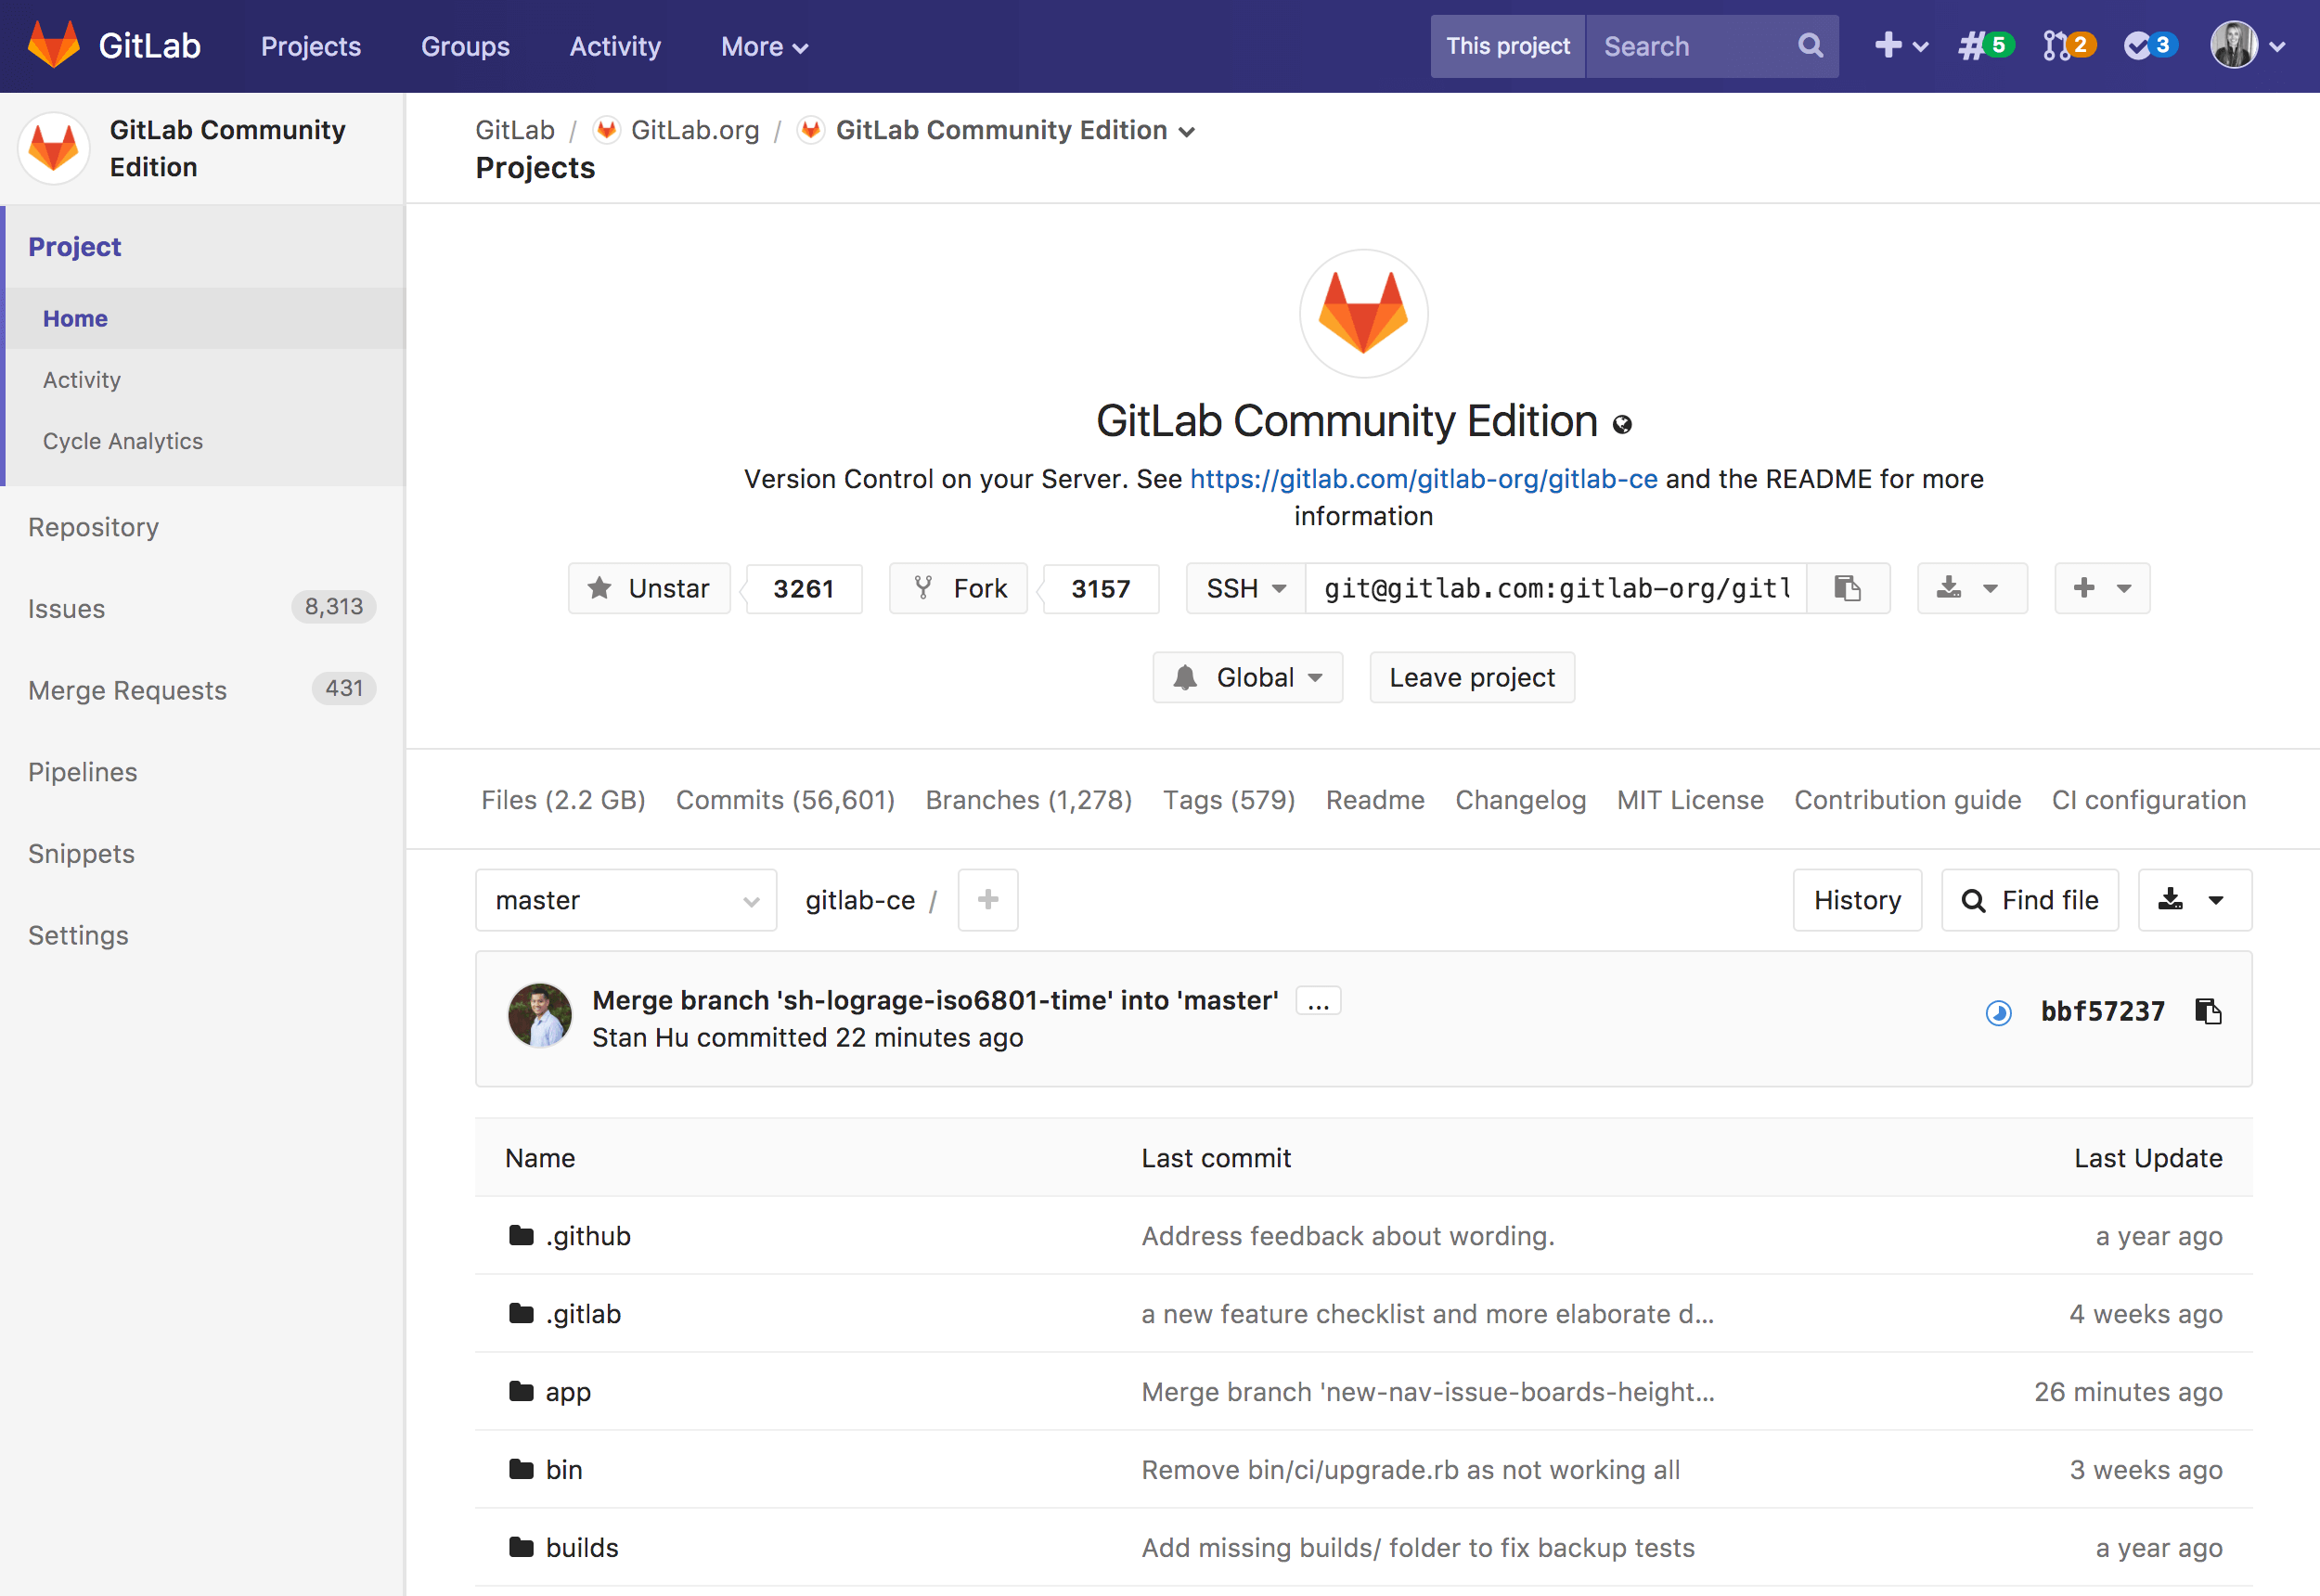 GitLab Projects Groups Activity More This project Search 5 2 3
GitLab Community
Edition
GitLab / GitLab.org / GitLab Community Edition
Projects
Project
Home
Activity
Cycle Analytics
Repository
Issues 8,313
Merge Requests 431
Pipelines
Snippets
Settings
GitLab Community Edition
Version Control on your Server. See https://gitlab.com/gitlab-org/gitlab-ce and the README for more
information
Unstar 3261 Fork 3157 SSH git@gitlab.com:gitlab-org/gitl
Global Leave project
Files (2.2 GB) Commits (56,601) Branches (1,278) Tags (579) Readme Changelog MIT License Contribution guide CI configuration
master gitlab-ce / History Find file
Merge branch 'sh-lograge-iso6801-time' into 'master' ...
Stan Hu committed 22 minutes ago
bbf57237
Name Last commit Last Update
.github Address feedback about wording. a year ago
.gitlab a new feature checklist and more elaborate d... 4 weeks ago
app Merge branch 'new-nav-issue-boards-height... 26 minutes ago
bin Remove bin/ci/upgrade.rb as not working all 3 weeks ago
builds Add missing builds/ folder to fix backup tests a year ago